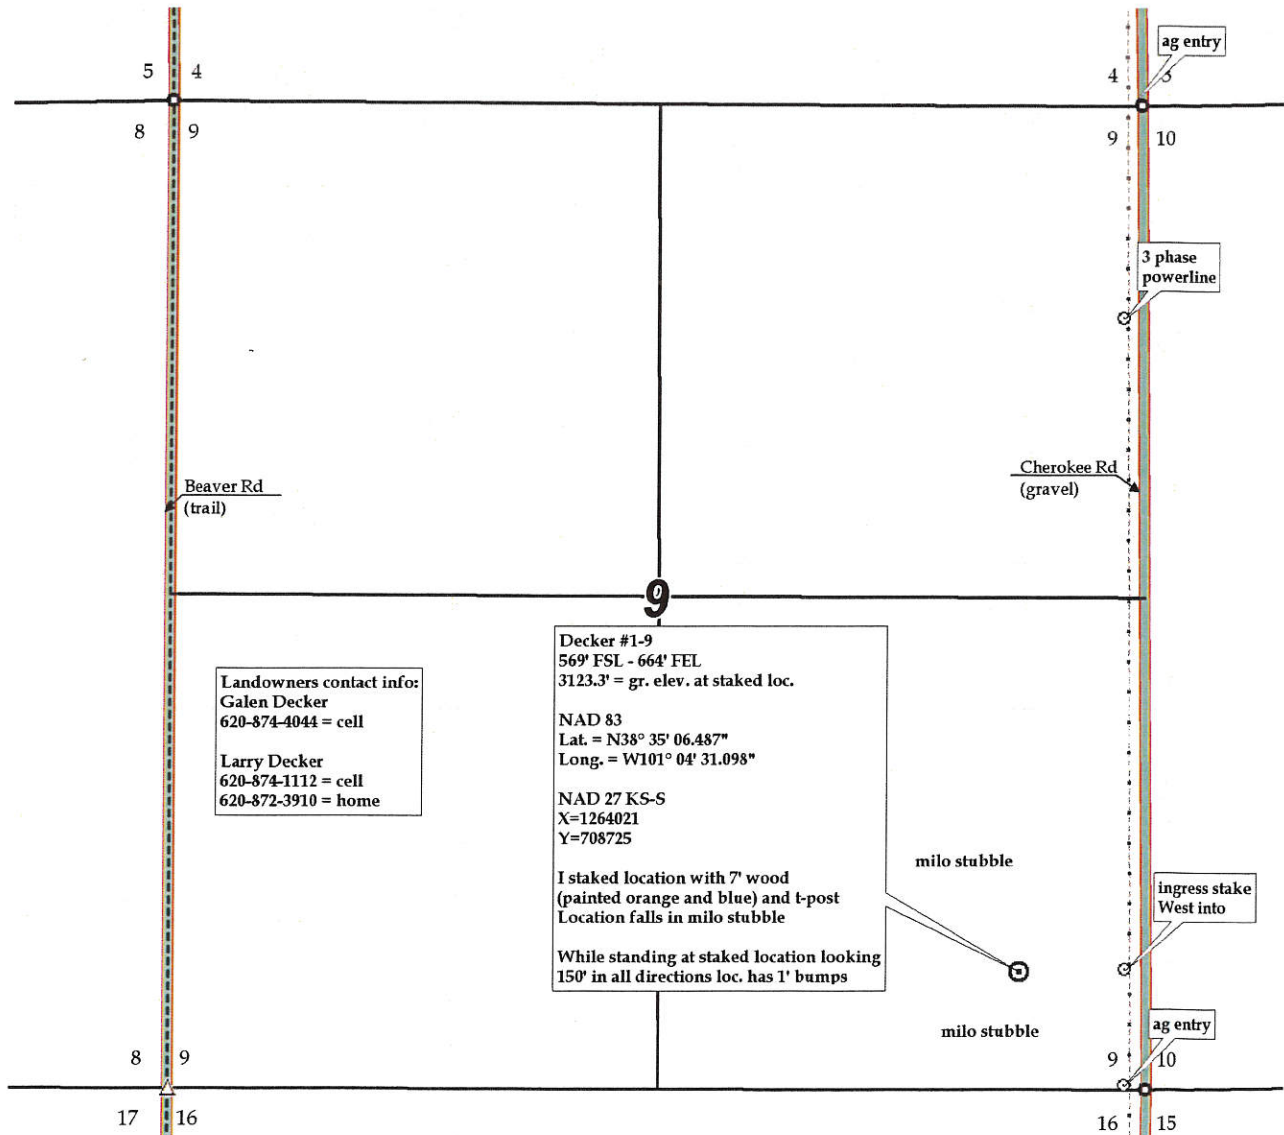 ag entry
5 4
4 3
8 9
9 10
3 phase
powerline
Cherokee Rd
(gravel)
Beaver Rd
(trail)
9
Decker #1-9
569' FSL - 664' FEL
3123.3' = gr. elev. at staked loc.
NAD 83
Lat. = N38° 35' 06.487"
Long. = W101° 04' 31.098"
NAD 27 KS-S
X=1264021
Y=708725
I staked location with 7' wood
(painted orange and blue) and t-post
Location falls in milo stubble
While standing at staked location looking
150' in all directions loc. has 1' bumps
Landowners contact info:
Galen Decker
620-874-4044 = cell
Larry Decker
620-874-1112 = cell
620-872-3910 = home
milo stubble
ingress stake
West into
milo stubble
ag entry
8 9
9 10
17 16
16 15